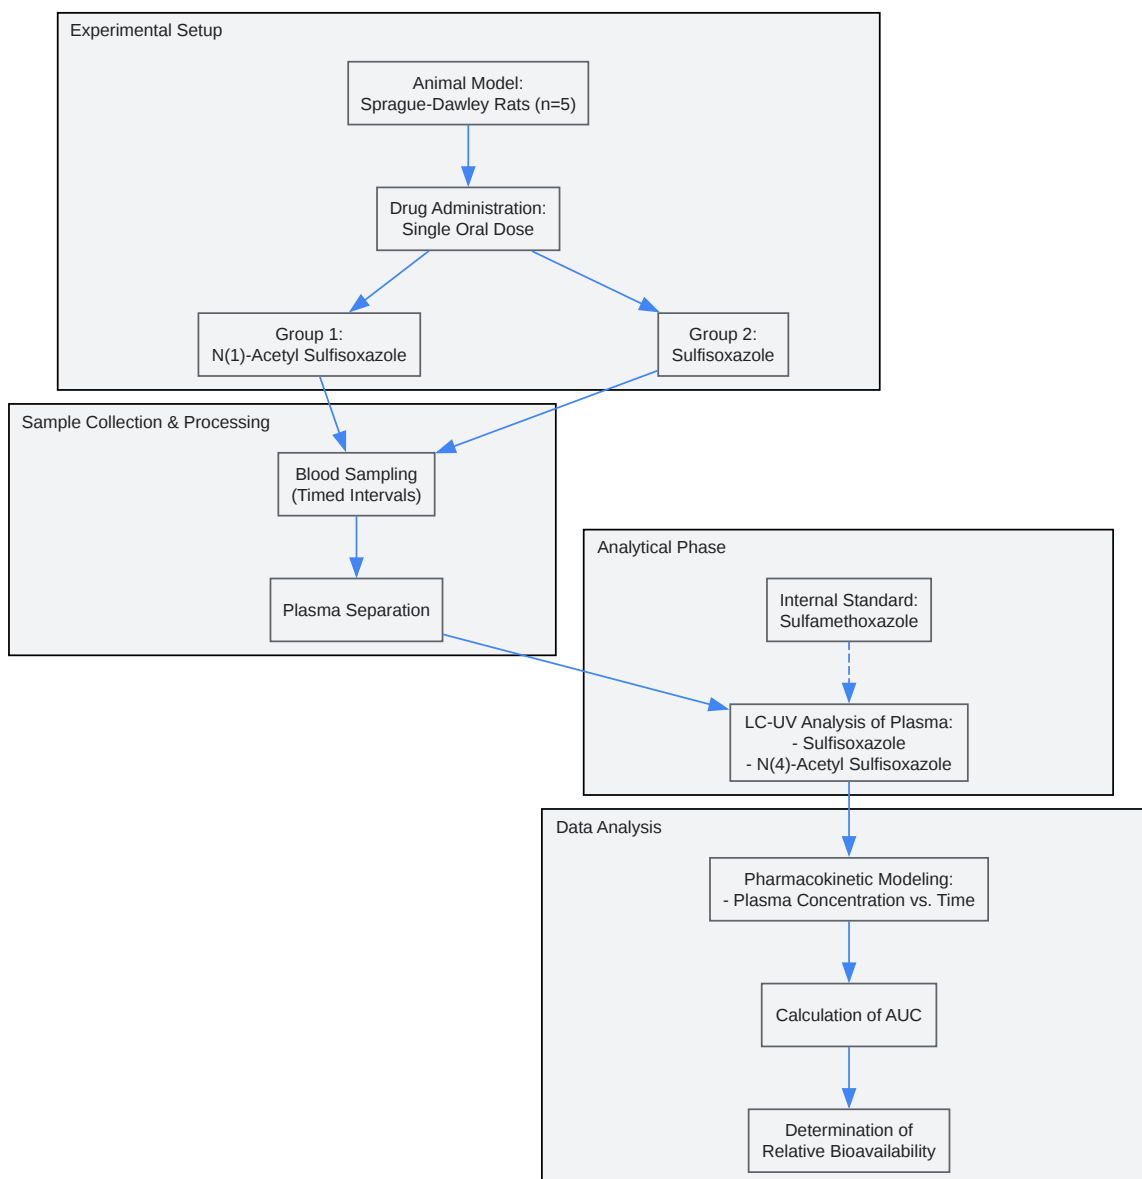 Experimental Setup
Animal Model:
Sprague-Dawley Rats (n=5)
Drug Administration:
Single Oral Dose
Group 1:
N(1)-Acetyl Sulfisoxazole
Group 2:
Sulfisoxazole
Sample Collection & Processing
Blood Sampling
(Timed Intervals)
Plasma Separation
Analytical Phase
Internal Standard:
Sulfamethoxazole
LC-UV Analysis of Plasma:
- Sulfisoxazole
- N(4)-Acetyl Sulfisoxazole
Data Analysis
Pharmacokinetic Modeling:
- Plasma Concentration vs. Time
Calculation of AUC
Determination of
Relative Bioavailability